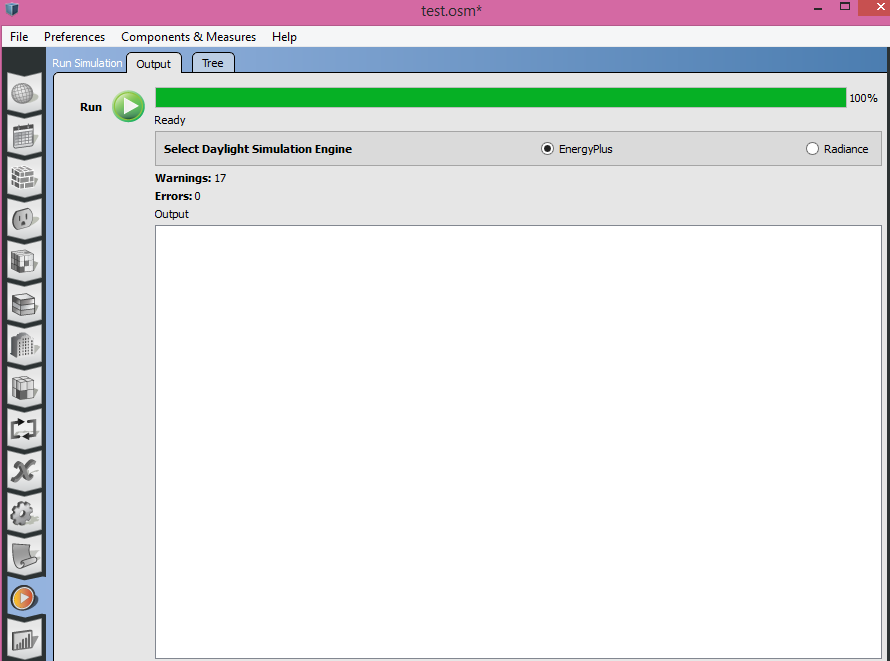 test.osm*
File Preferences Components & Measures Help
Run Simulation Output Tree
Run 100%
Ready
Select Daylight Simulation Engine EnergyPlus Radiance
Warnings: 17
Errors: 0
Output